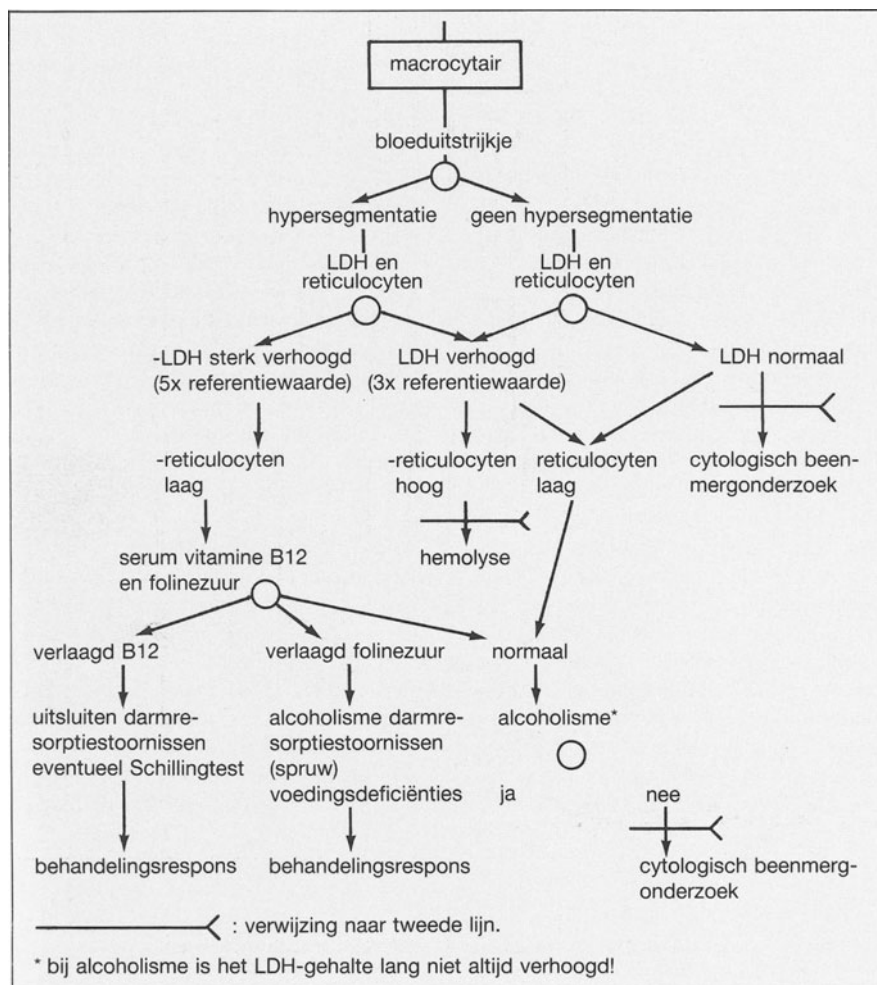 macrocytair
bloeduitstrijkje
hypersegmentatie
geen hypersegmentatie
LDH en
reticulocyten
LDH en
reticulocyten
-LDH sterk verhoogd
(5x referentiewaarde)
LDH verhoogd
(3x referentiewaarde)
LDH normaal
-reticulocyten
laag
-reticulocyten
hoog
reticulocyten
laag
cytologisch been-
mergonderzoek
serum vitamine B12
en folinezuur
hemolyse
verlaagd B12
verlaagd folinezuur
normaal
uitsluiten darmre-
sorptiestoornissen
eventueel Schillingtest
alcoholisme darmre-
sorptiestoornissen
(spruw)
voedingsdeficiënties
alcoholisme*
ja
nee
behandelingsrespons
behandelingsrespons
cytologisch beenmerg-
onderzoek
: verwijzing naar tweede lijn.
* bij alcoholisme is het LDH-gehalte lang niet altijd verhoogd!